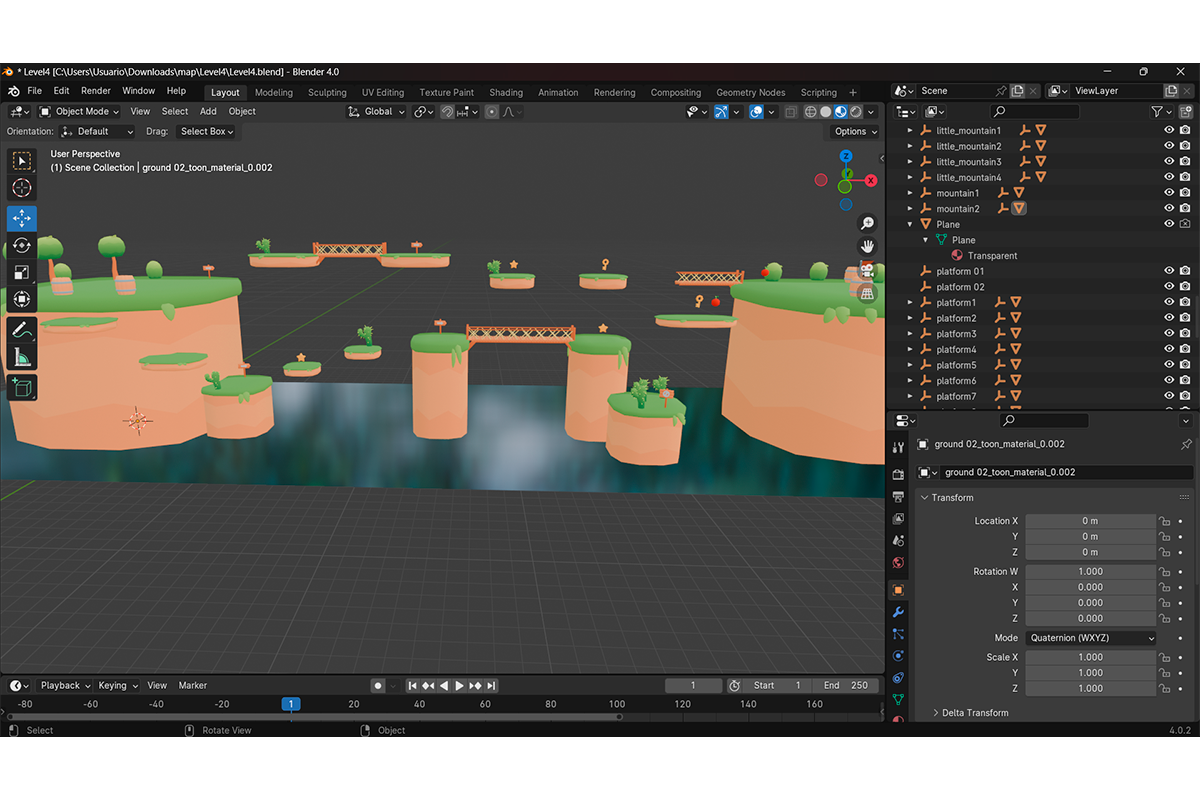 * Level4 [C:\Users\Usuario\Downloads\map\Level4\Level4.blend] - Blender 4.0
File Edit Render Window Help Layout Modeling Sculpting UV Editing Texture Paint Shading Animation Rendering Compositing Geometry Nodes Scripting + Scene ViewLayer
Object Mode View Select Add Object Global
Orientation: Default Drag: Select Box Options
User Perspective
(1) Scene Collection | ground 02_toon_material_0.002
Z
Y
X
little_mountain1
little_mountain2
little_mountain3
little_mountain4
mountain1
mountain2
Plane
Plane
Transparent
platform 01
platform 02
platform1
platform2
platform3
platform4
platform5
platform6
platform7
ground 02_toon_material_0.002
ground 02_toon_material_0.002
Transform
Location X 0 m
Y 0 m
Z 0 m
Rotation W 1.000
X 0.000
Y 0.000
Z 0.000
Mode Quaternion (WXYZ)
Scale X 1.000
Y 1.000
Z 1.000
Delta Transform
Playback Keying View Marker 1 Start 1 End 250
-80 -60 -40 -20 1 20 40 60 80 100 120 140 160
Select Rotate View Object 4.0.2